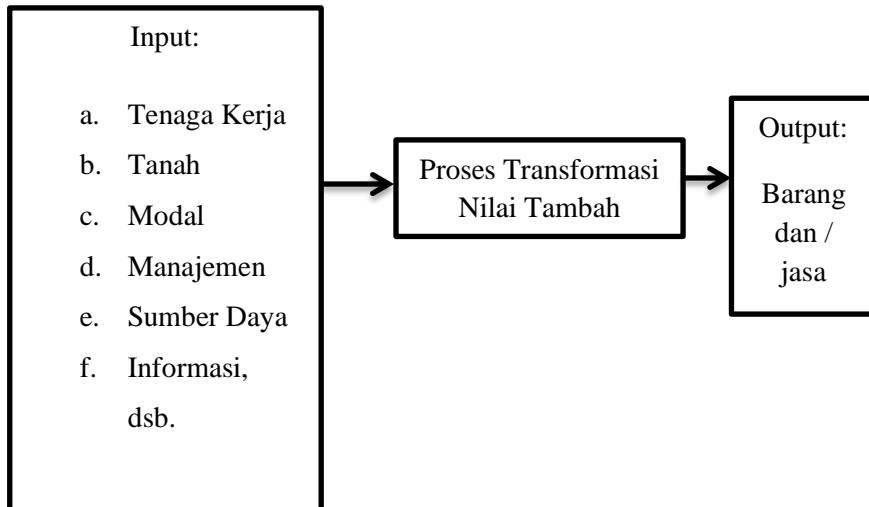 Input:
a. Tenaga Kerja
b. Tanah
c. Modal
d. Manajemen
e. Sumber Daya
f. Informasi,
dsb.
Proses Transformasi
Nilai Tambah
Output:
Barang
dan /
jasa